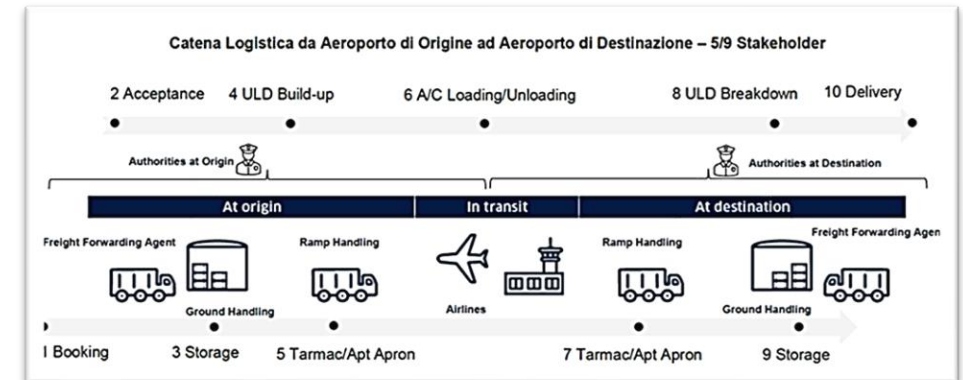 Catena Logistica da Aeroporto di Origine ad Aeroporto di Destinazione – 5/9 Stakeholder
2 Acceptance 4 ULD Build-up 6 A/C Loading/Unloading 8 ULD Breakdown 10 Delivery
Authorities at Origin Authorities at Destination
At origin In transit At destination
Freight Forwarding Agent Ramp Handling Ramp Handling Freight Forwarding Agen
Ground Handling Airlines Ground Handling
1 Booking 3 Storage 5 Tarmac/Apt Apron 7 Tarmac/Apt Apron 9 Storage